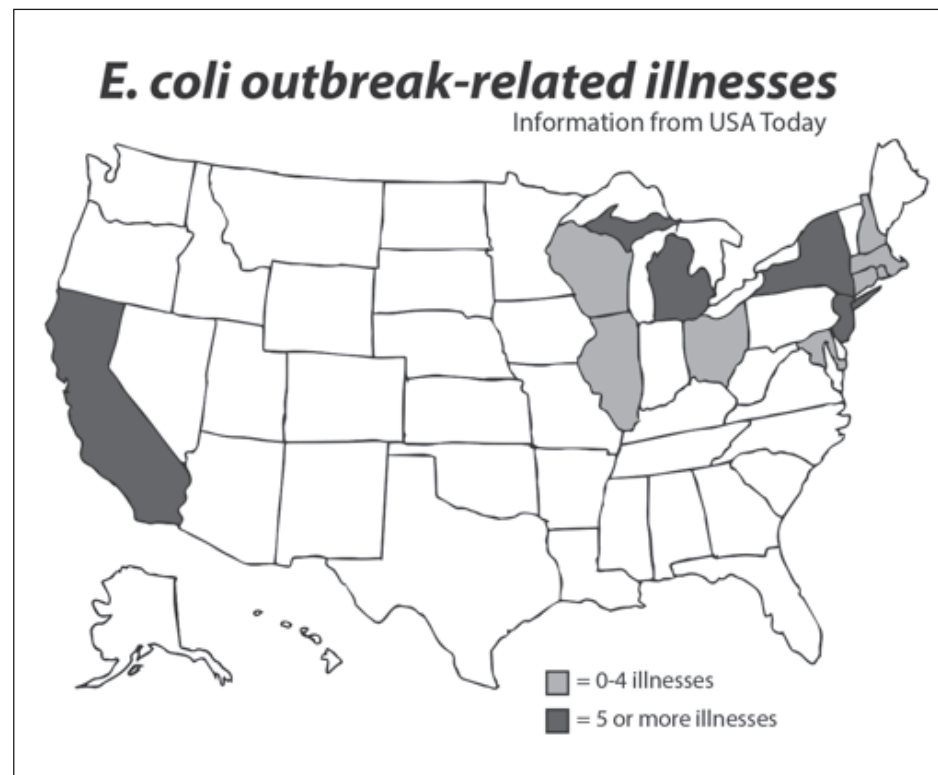 E. coli outbreak-related illnesses
Information from USA Today
= 0-4 illnesses
= 5 or more illnesses